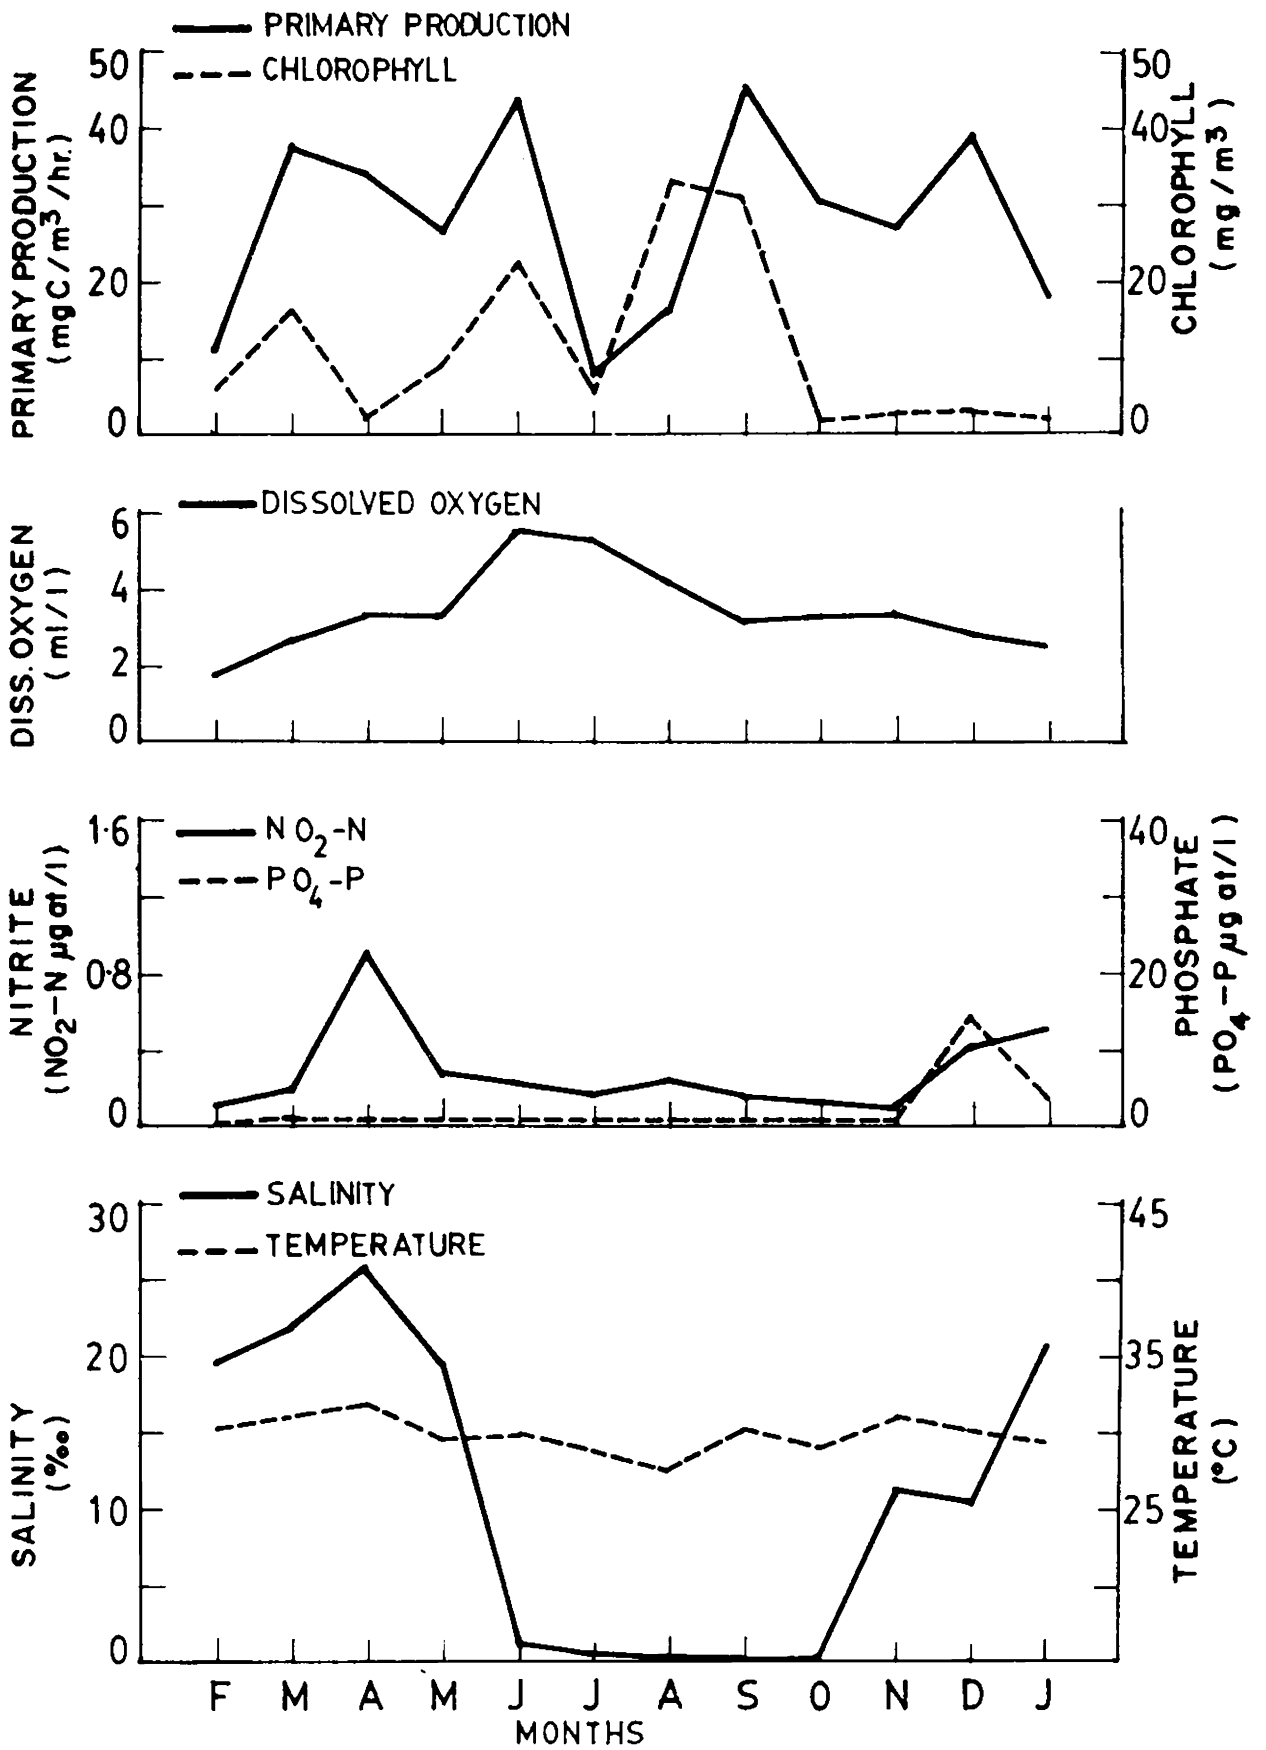 PRIMARY PRODUCTION
CHLOROPHYLL
PRIMARY PRODUCTION
(mgC/m³/hr.)
50
40
20
0
50
40
20
0
CHLOROPHYLL
(mg/m³)
DISSOLVED OXYGEN
DISS. OXYGEN
(ml/l)
6
4
2
0
NO₂-N
PO₄-P
NITRITE
(NO₂-N µg at/l)
1·6
0·8
0
40
20
0
PHOSPHATE
(PO₄-P µg at/l)
SALINITY
TEMPERATURE
SALINITY
(‰)
30
20
10
0
45
35
25
TEMPERATURE
(°C)
F M A M J J A S O N D J
MONTHS